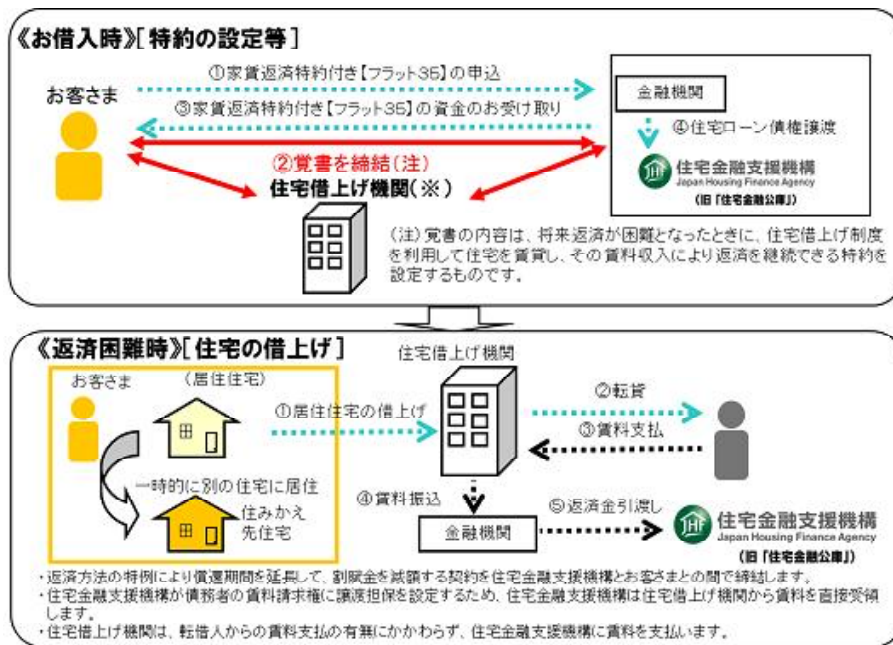 《お借入時》[特約の設定等]
お客さま
①家賃返済特約付き【フラット35】の申込
③家賃返済特約付き【フラット35】の資金のお受け取り
②覚書を締結(注)
住宅借上げ機関(※)
金融機関
④住宅ローン債権譲渡
JHF
住宅金融支援機構
Japan Housing Finance Agency
(旧「住宅金融公庫」)
(注)覚書の内容は、将来返済が困難となったときに、住宅借上げ制度
を利用して住宅を賃貸し、その賃料収入により返済を継続できる特約を
設定するものです。
《返済困難時》[住宅の借上げ]
お客さま
(居住住宅)
一時的に別の住宅に居住
住みかえ
先住宅
①居住住宅の借上げ
住宅借上げ機関
②転貸
③賃料支払
④賃料振込
金融機関
⑤返済金引渡し
JHF
住宅金融支援機構
Japan Housing Finance Agency
(旧「住宅金融公庫」)
・返済方法の特例により償還期間を延長して、割賦金を減額する契約を住宅金融支援機構とお客さまとの間で締結します。
・住宅金融支援機構が債務者の賃料請求権に譲渡担保を設定するため、住宅金融支援機構は住宅借上げ機関から賃料を直接受領
します。
・住宅借上げ機関は、転借人からの賃料支払の有無にかかわらず、住宅金融支援機構に賃料を支払います。